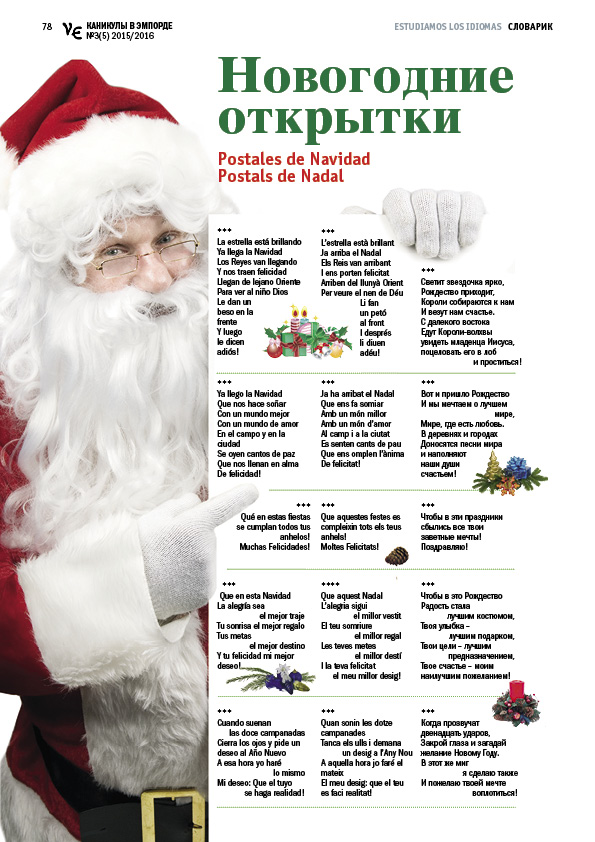 78
КАНИКУЛЫ В ЭМПОРДЕ
№3(5) 2015/2016
ESTUDIAMOS LOS IDIOMAS СЛОВАРИК
Новогодние
открытки
Postales de Navidad
Postals de Nadal
***
La estrella está brillando
Ya llega la Navidad
Los Reyes van llegando
Y nos traen felicidad
Llegan de lejano Oriente
Para ver al niño Dios
Le dan un
beso en la
frente
Y luego
le dicen
adiós!
***
L'estrella està brillant
Ja arriba el Nadal
Els Reis van arribant
I ens porten felicitat
Arriben del llunyà Orient
Per veure el nen de Déu
Li fan
un petó
al front
I després
li diuen
adéu!
***
Светит звездочка ярко,
Рождество приходит,
Короли собираются к нам
И везут нам счастье.
С далекого востока
Едут Короли-волхвы
увидеть младенца Иисуса,
поцеловать его в лоб
и проститься!
***
Ya llego la Navidad
Que nos hace soñar
Con un mundo mejor
Con un mundo de amor
En el campo y en la
ciudad
Se oyen cantos de paz
Que nos llenan en alma
De felicidad!
***
Ja ha arribat el Nadal
Que ens fa somiar
Amb un món millor
Amb un món d'amor
Al camp i a la ciutat
Es senten cants de pau
Que ens omplen l'ànima
De felicitat!
***
Вот и пришло Рождество
И мы мечтаем о лучшем
мире,
Мире, где есть любовь.
В деревнях и городах
Доносятся песни мира
и наполняют
наши души
счастьем!
***
Qué en estas fiestas
se cumplan todos tus
anhelos!
Muchas Felicidades!
***
Que aquestes festes es
compleixin tots els teus
anhels!
Moltes Felicitats!
***
Чтобы в эти праздники
сбылись все твои
заветные мечты!
Поздравляю!
***
Que en esta Navidad
La alegría sea
el mejor traje
Tu sonrisa el mejor regalo
Tus metas
el mejor destino
Y tu felicidad mi mejor
deseo!
****
Que aquest Nadal
L'alegria sigui
el millor vestit
El teu somriure
el millor regal
Les teves metes
el millor destí
I la teva felicitat
el meu millor desig!
***
Чтобы в это Рождество
Радость стала
лучшим костюмом,
Твоя улыбка –
лучшим подарком,
Твои цели – лучшим
предназначением,
Твое счастье – моим
наилучшим пожеланием!
***
Cuando suenan
las doce campanadas
Cierra los ojos y pide un
deseo al Año Nuevo
A esa hora yo haré
lo mismo
Mi deseo: Que el tuyo
se haga realidad!
***
Quan sonin les dotze
campanades
Tanca els ulls i demana
un desig a l'Any Nou
A aquella hora jo faré el
mateix
El meu desig: que el teu
es faci realitat!
***
Когда прозвучат
двенадцать ударов,
Закрой глаза и загадай
желание Новому Году.
В этот же миг
я сделаю также
И пожелаю твоей мечте
воплотиться!